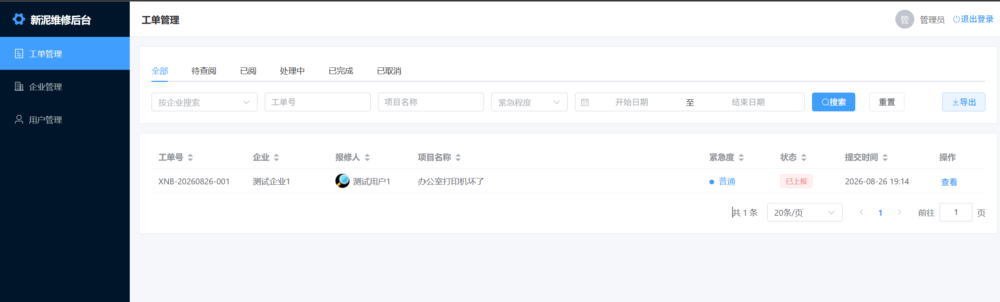 新泥维修后台
工单管理
企业管理
用户管理
工单管理
管 管理员 退出登录
全部 待查阅 已阅 处理中 已完成 已取消
按企业搜索 工单号 项目名称 紧急程度 开始日期 至 结束日期 搜索 重置 导出
工单号 企业 报修人 项目名称 紧急度 状态 提交时间 操作
XNB-20260826-001 测试企业1 测试用户1 办公室打印机坏了 普通 已上报 2026-08-26 19:14 查看
共 1 条 20条/页 1 前往 1 页